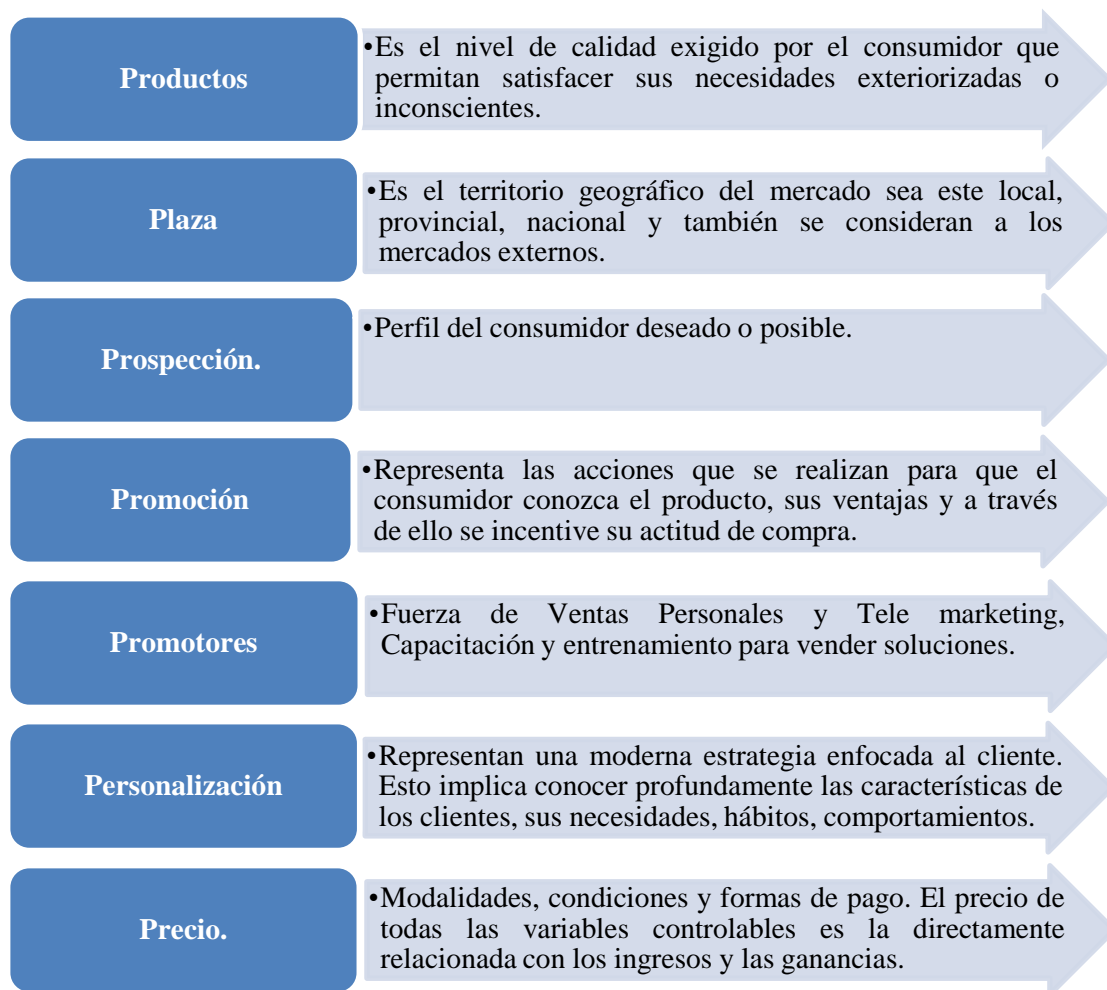 Productos
•Es el nivel de calidad exigido por el consumidor que
permitan satisfacer sus necesidades exteriorizadas o
inconscientes.
Plaza
•Es el territorio geográfico del mercado sea este local,
provincial, nacional y también se consideran a los
mercados externos.
Prospección.
•Perfil del consumidor deseado o posible.
Promoción
•Representa las acciones que se realizan para que el
consumidor conozca el producto, sus ventajas y a través
de ello se incentive su actitud de compra.
Promotores
•Fuerza de Ventas Personales y Tele marketing,
Capacitación y entrenamiento para vender soluciones.
Personalización
•Representan una moderna estrategia enfocada al cliente.
Esto implica conocer profundamente las características de
los clientes, sus necesidades, hábitos, comportamientos.
Precio.
•Modalidades, condiciones y formas de pago. El precio de
todas las variables controlables es la directamente
relacionada con los ingresos y las ganancias.